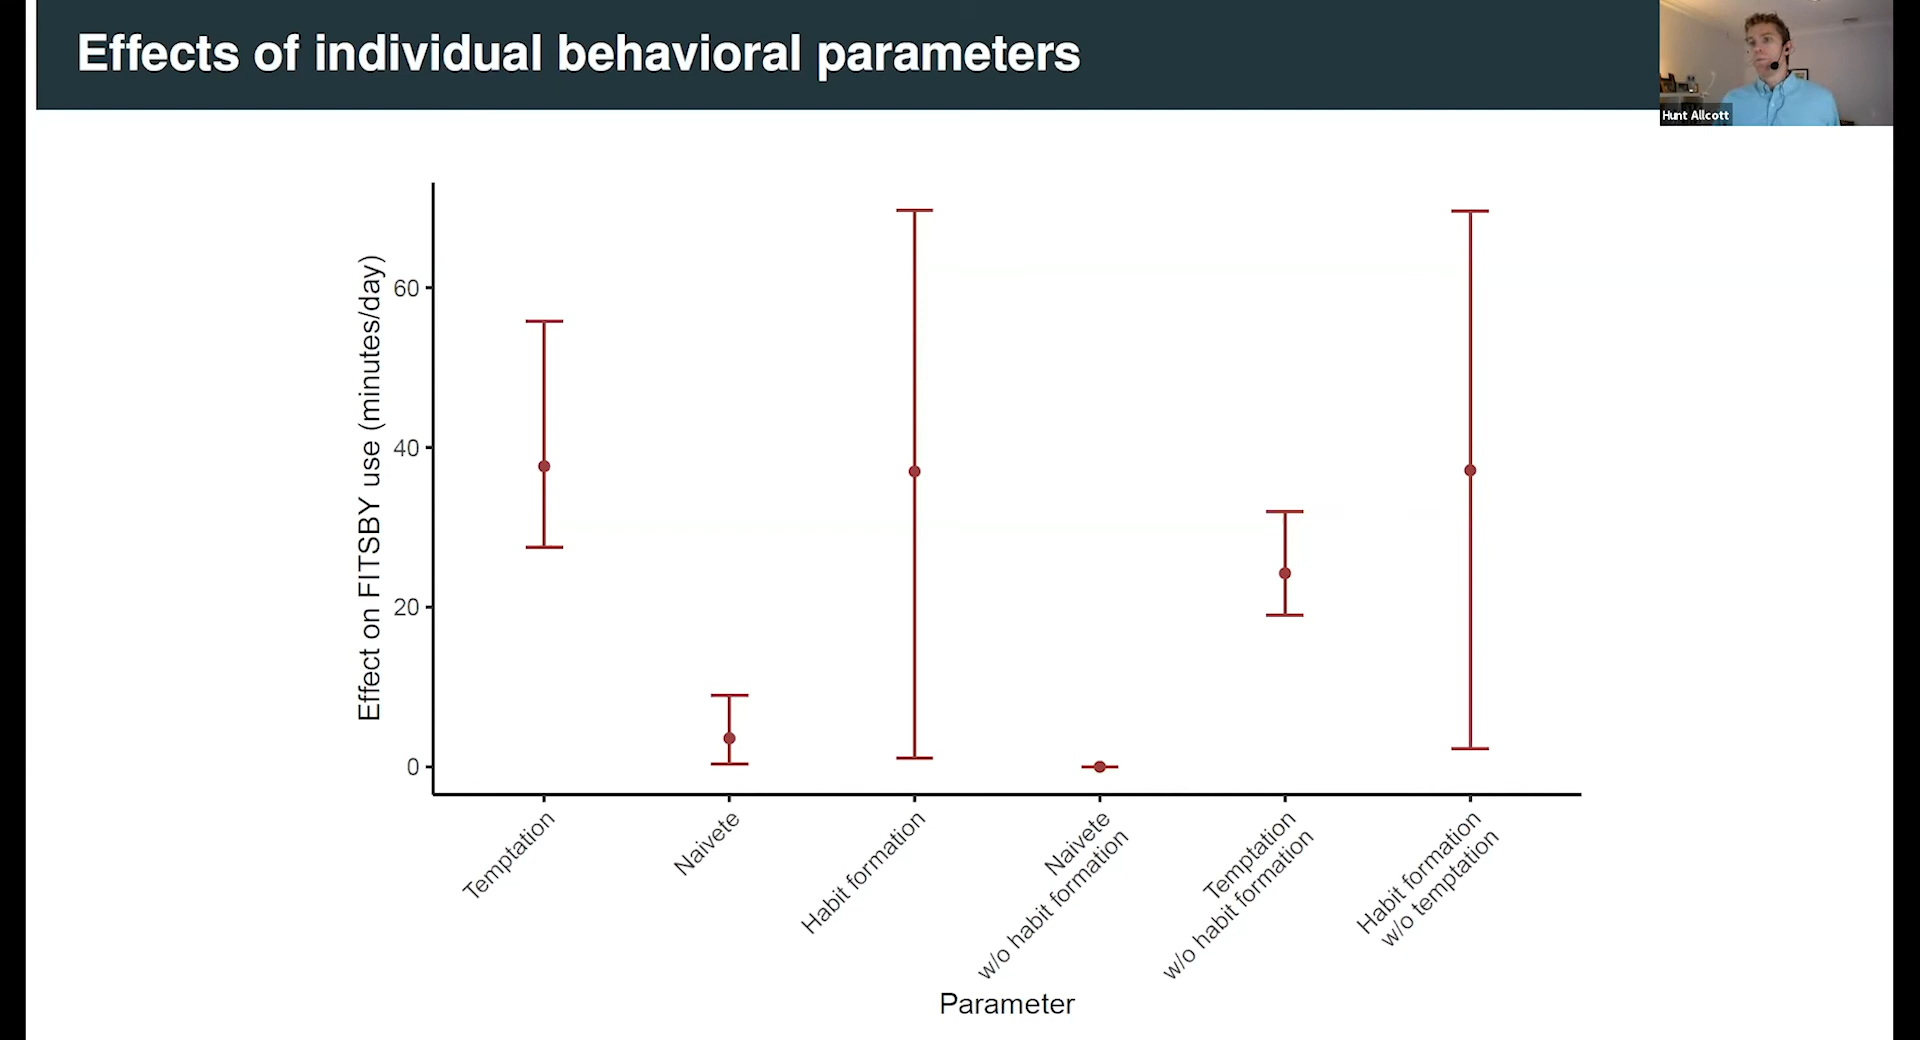 Effects of individual behavioral parameters
Hunt Allcott
Effect on FITSBY use (minutes/day)
60
40
20
0
Temptation
Naivete
Habit formation
Naivete
w/o habit formation
Temptation
w/o habit formation
Habit formation
w/o temptation
Parameter